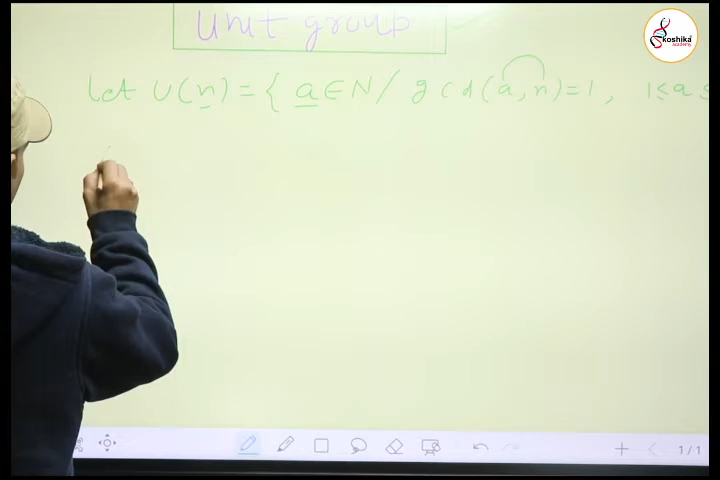 Unit group
koshika
Academy
Let U(n) = { a ∈ N / gcd(a, n) = 1, 1 ≤ a ≤
1/1